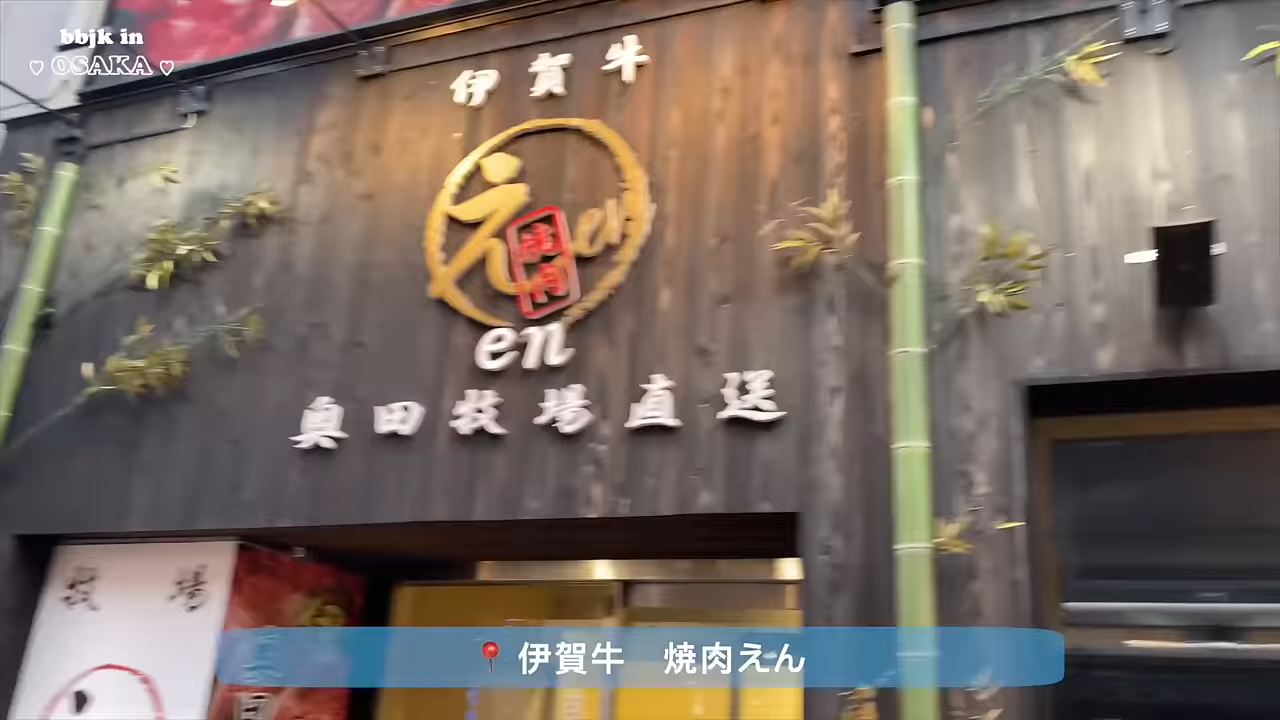 bbjk in
♡ OSAKA ♡
伊賀牛
え
en
焼肉
en
奥田牧場直送
牧場
📍 伊賀牛　焼肉えん